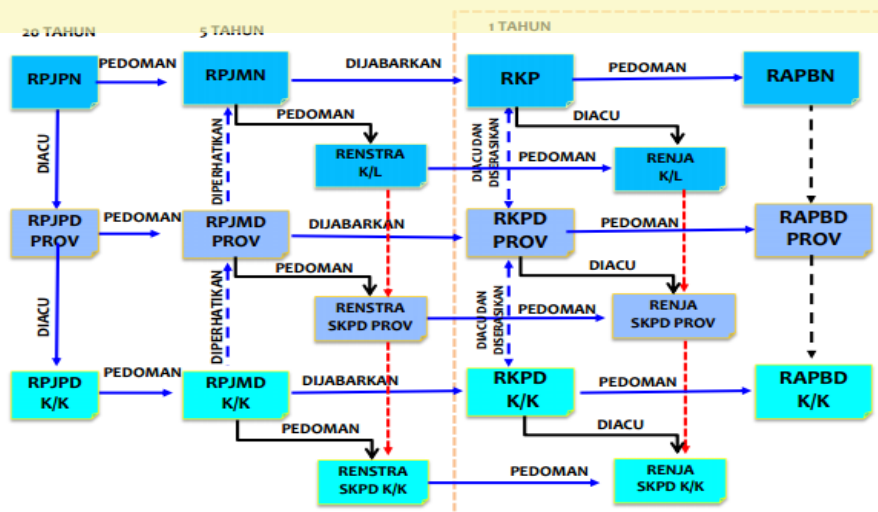 20 TAHUN
5 TAHUN
1 TAHUN
RPJPN
PEDOMAN
RPJMN
DIJABARKAN
RKP
PEDOMAN
RAPBN
DIACU
DIPERHATIKAN
PEDOMAN
RENSTRA
K/L
DIACU DAN
DISERASIKAN
DIACU
PEDOMAN
RENJA
K/L
RPJPD
PROV
PEDOMAN
RPJMD
PROV
DIJABARKAN
RKPD
PROV
PEDOMAN
RAPBD
PROV
DIACU
DIPERHATIKAN
PEDOMAN
RENSTRA
SKPD PROV
DIACU DAN
DISERASIKAN
DIACU
PEDOMAN
RENJA
SKPD PROV
RPJPD
K/K
PEDOMAN
RPJMD
K/K
DIJABARKAN
RKPD
K/K
PEDOMAN
RAPBD
K/K
PEDOMAN
RENSTRA
SKPD K/K
DIACU
PEDOMAN
RENJA
SKPD K/K